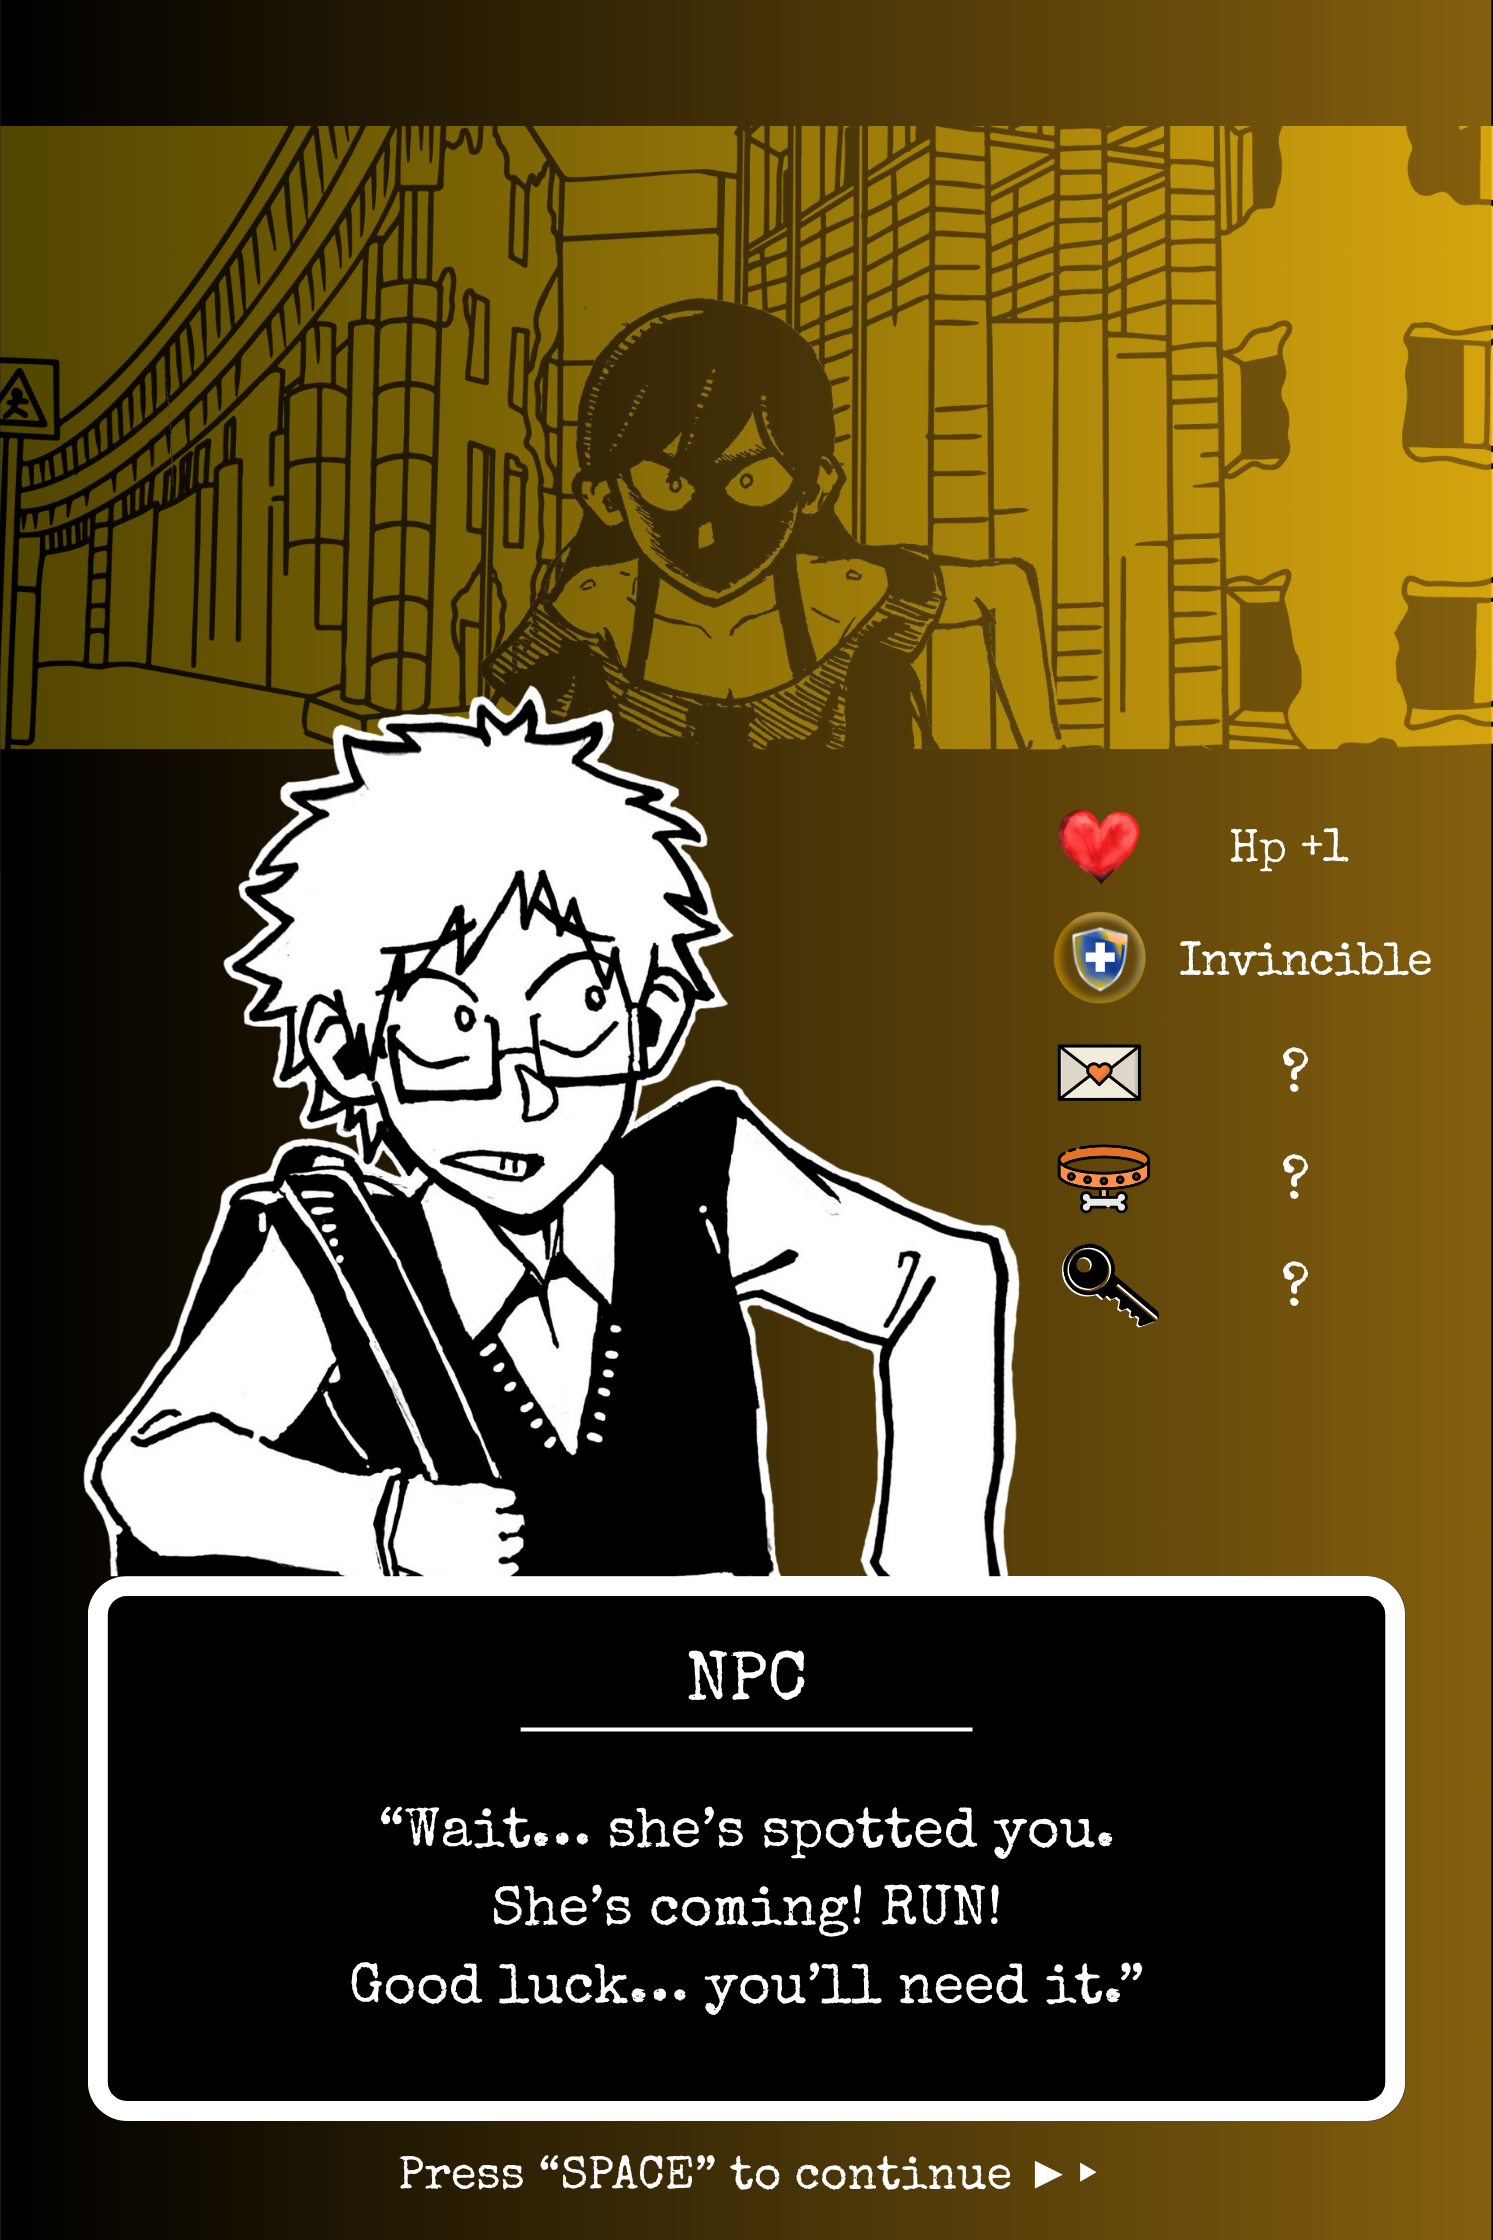 Hp +1
Invincible
?
?
?
NPC
“Wait... she’s spotted you.
She’s coming! RUN!
Good luck... you’ll need it.”
Press “SPACE” to continue